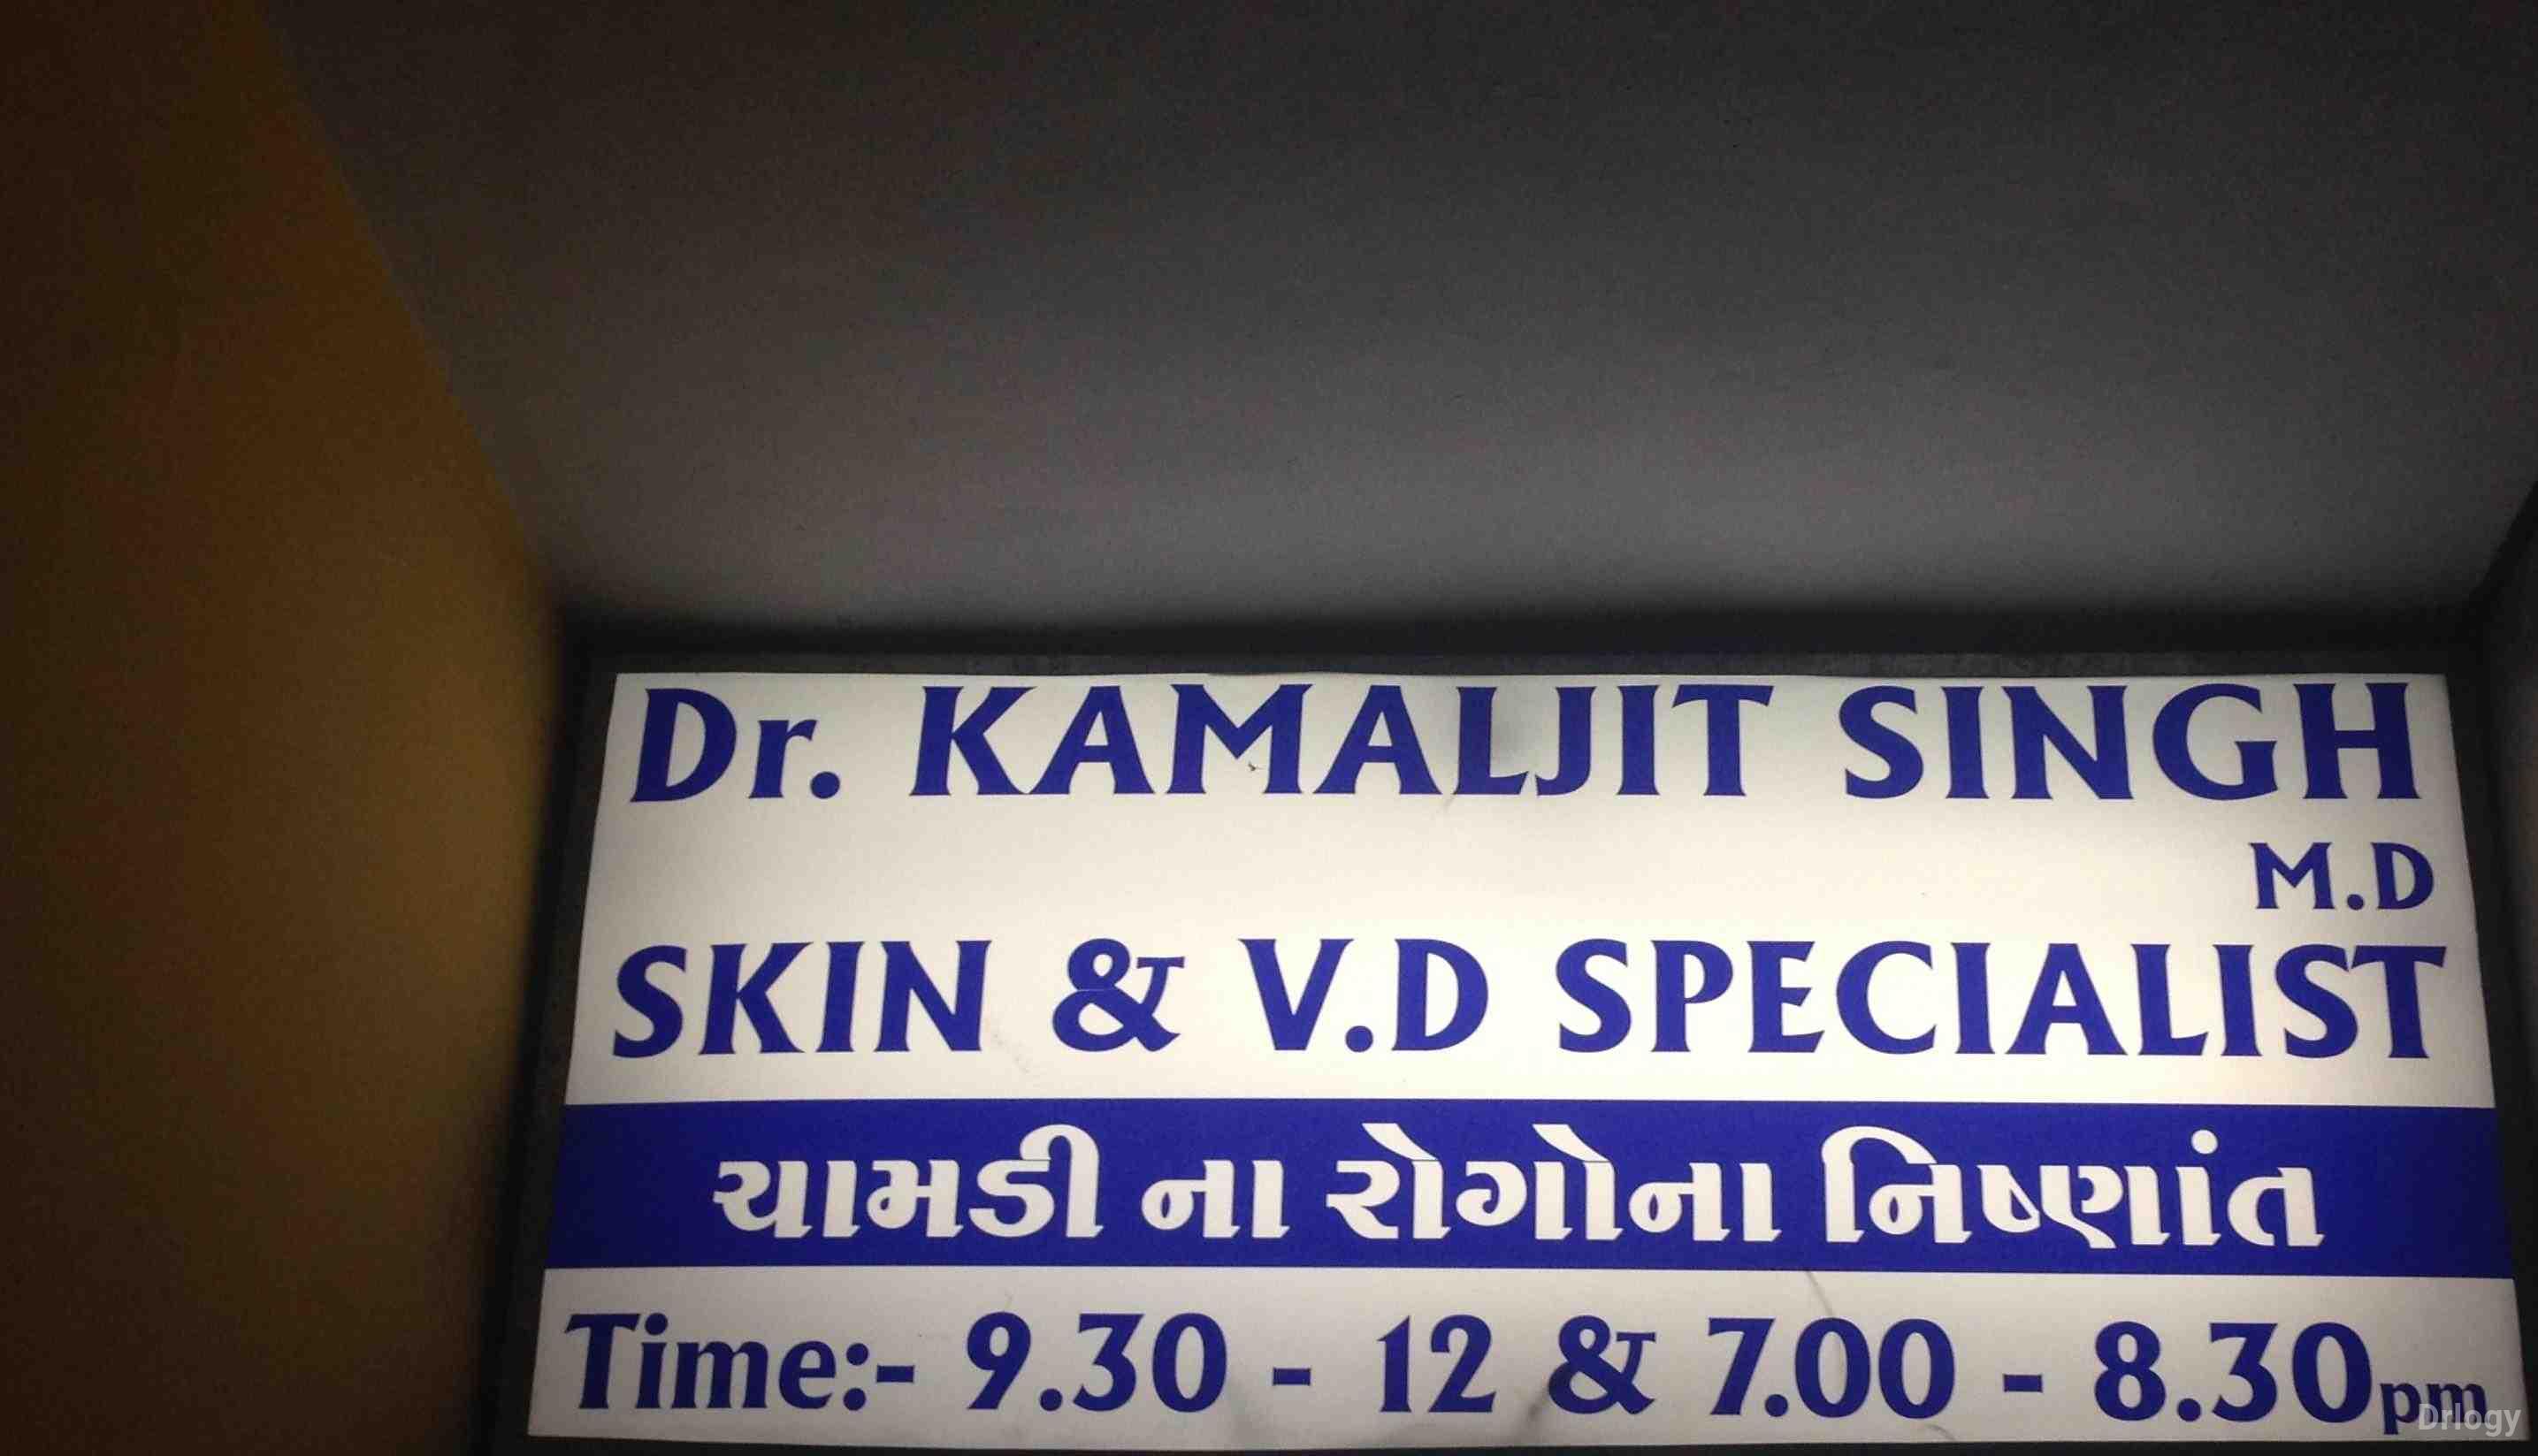 Dr. KAMALJIT SINGH
M.D
SKIN & V.D SPECIALIST
ચામડી ના રોગોના નિષ્ણાંત
Time:- 9.30 - 12 & 7.00 - 8.30pm
Drlogy